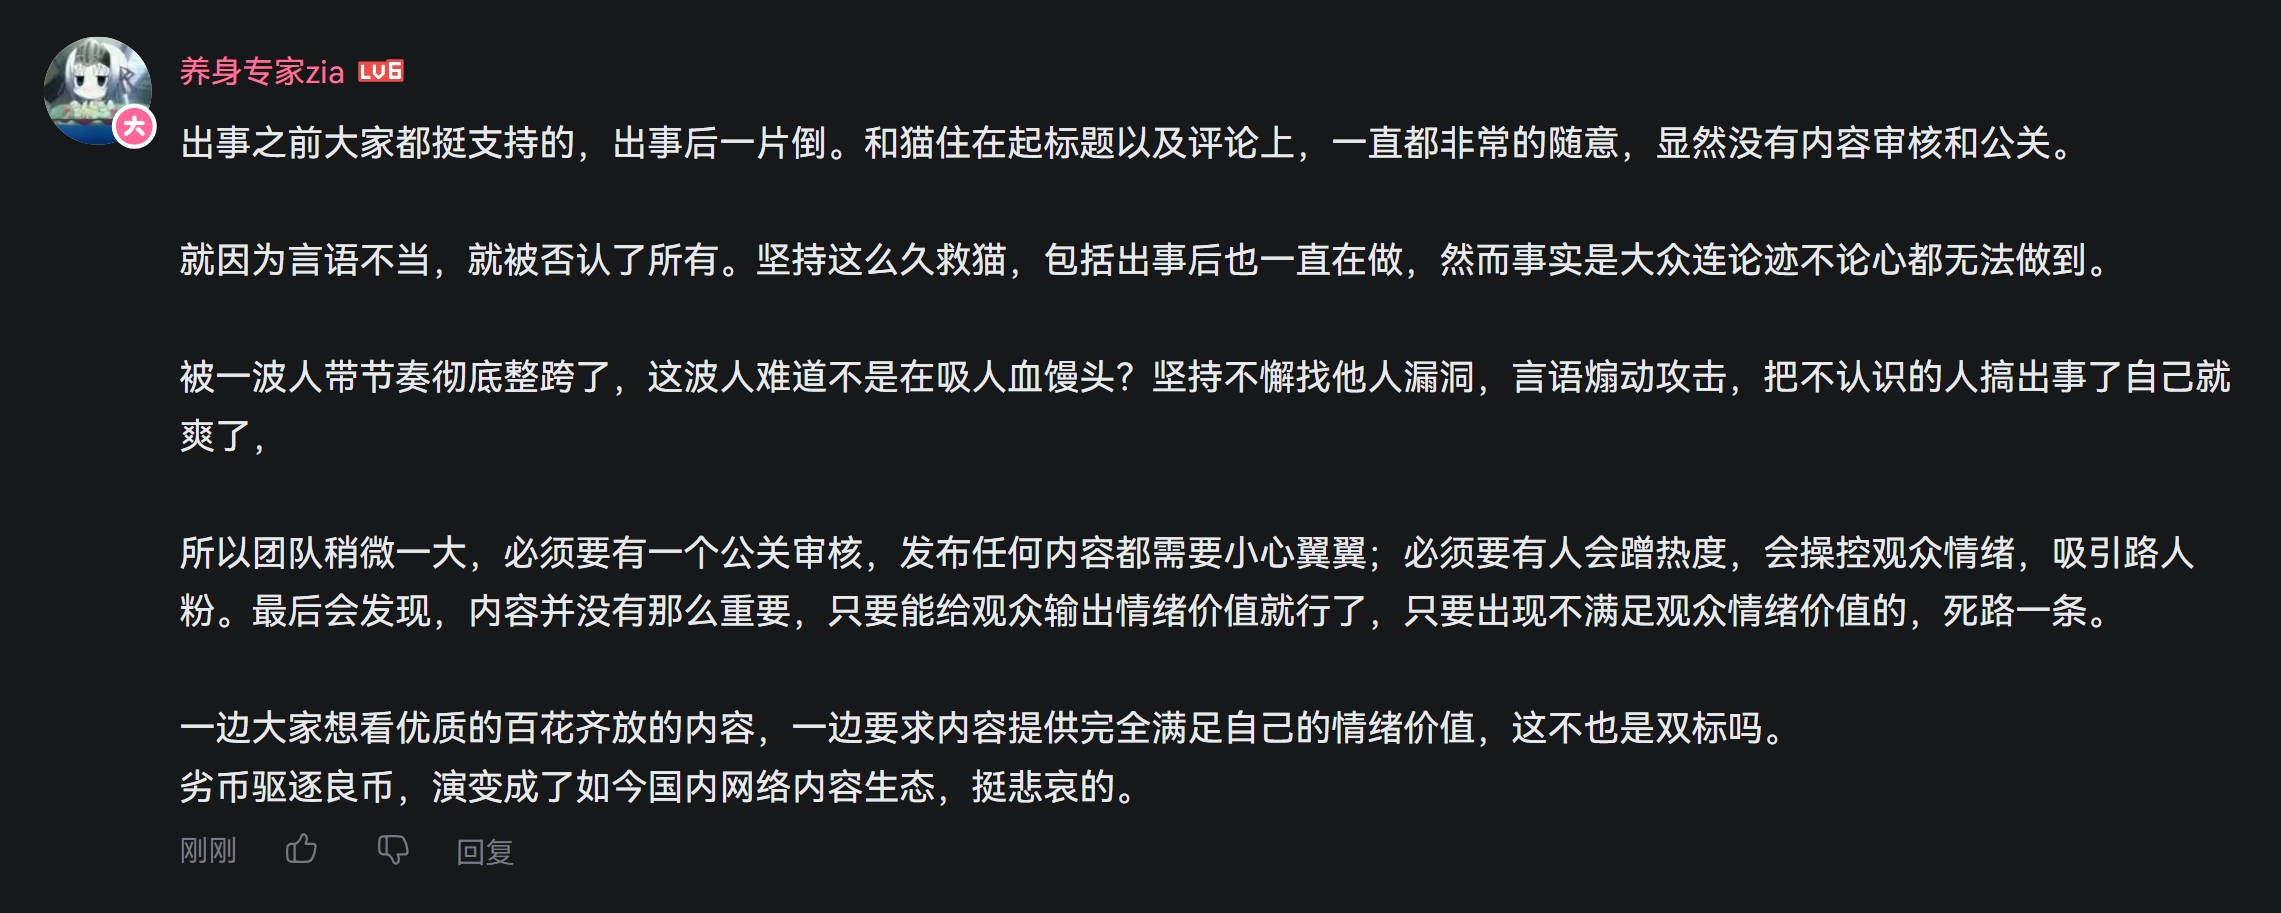 养身专家zia LV6
大
出事之前大家都挺支持的，出事后一片倒。和猫住在起标题以及评论上，一直都非常的随意，显然没有内容审核和公关。
就因为言语不当，就被否认了所有。坚持这么久救猫，包括出事后也一直在做，然而事实是大众连论迹不论心都无法做到。
被一波人带节奏彻底整跨了，这波人难道不是在吸人血馒头？坚持不懈找他人漏洞，言语煽动攻击，把不认识的人搞出事了自己就
爽了，
所以团队稍微一大，必须要有一个公关审核，发布任何内容都需要小心翼翼；必须要有人会蹭热度，会操控观众情绪，吸引路人
粉。最后会发现，内容并没有那么重要，只要能给观众输出情绪价值就行了，只要出现不满足观众情绪价值的，死路一条。
一边大家想看优质的百花齐放的内容，一边要求内容提供完全满足自己的情绪价值，这不也是双标吗。
劣币驱逐良币，演变成了如今国内网络内容生态，挺悲哀的。
刚刚 回复